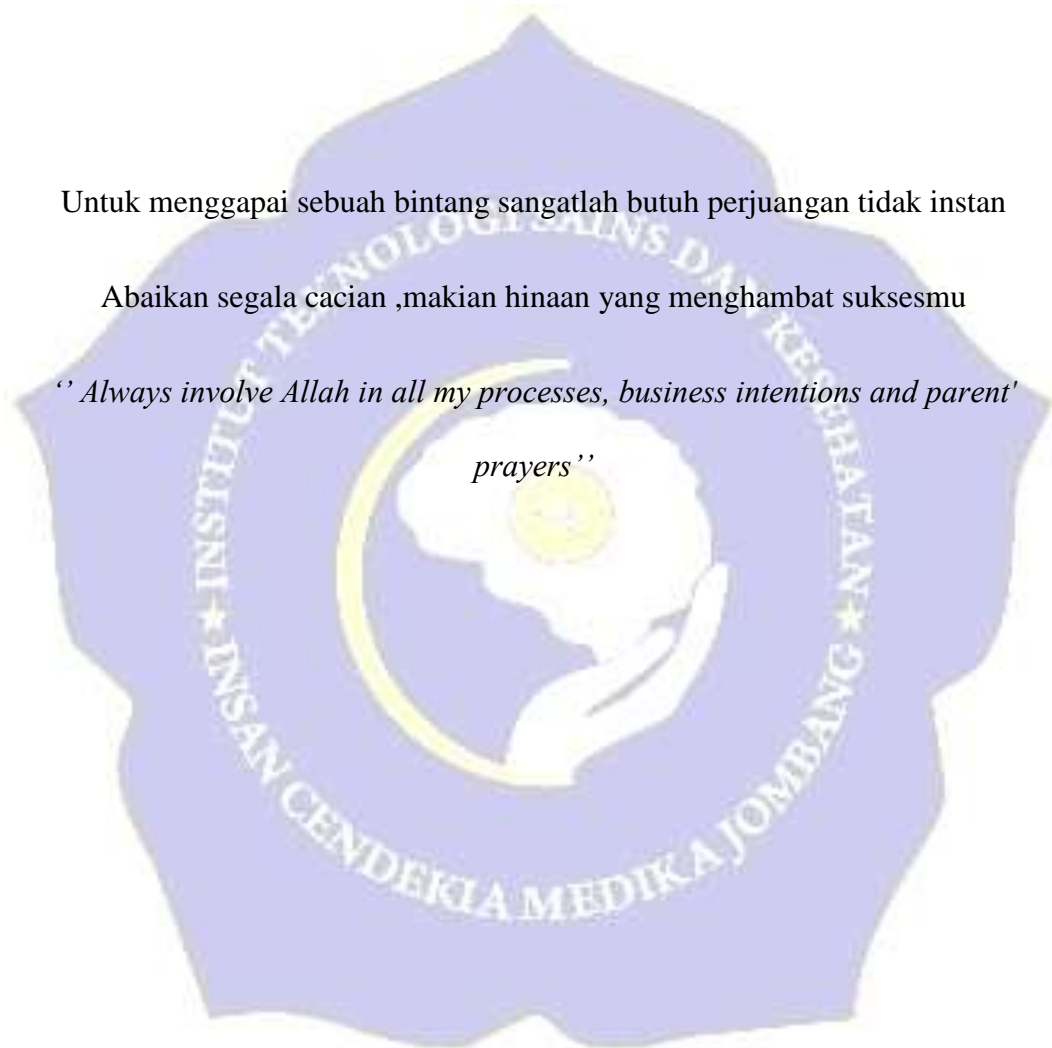 Untuk menggapai sebuah bintang sangatlah butuh perjuangan tidak instan
Abaikan segala cacian ,makian hinaan yang menghambat suksesmu
‘’ Always involve Allah in all my processes, business intentions and parent'
prayers’’
INSTITUT TEKNOLOGI SAINS DAN KESEHATAN
INSAN CENDEKIA MEDIKA JOMBANG